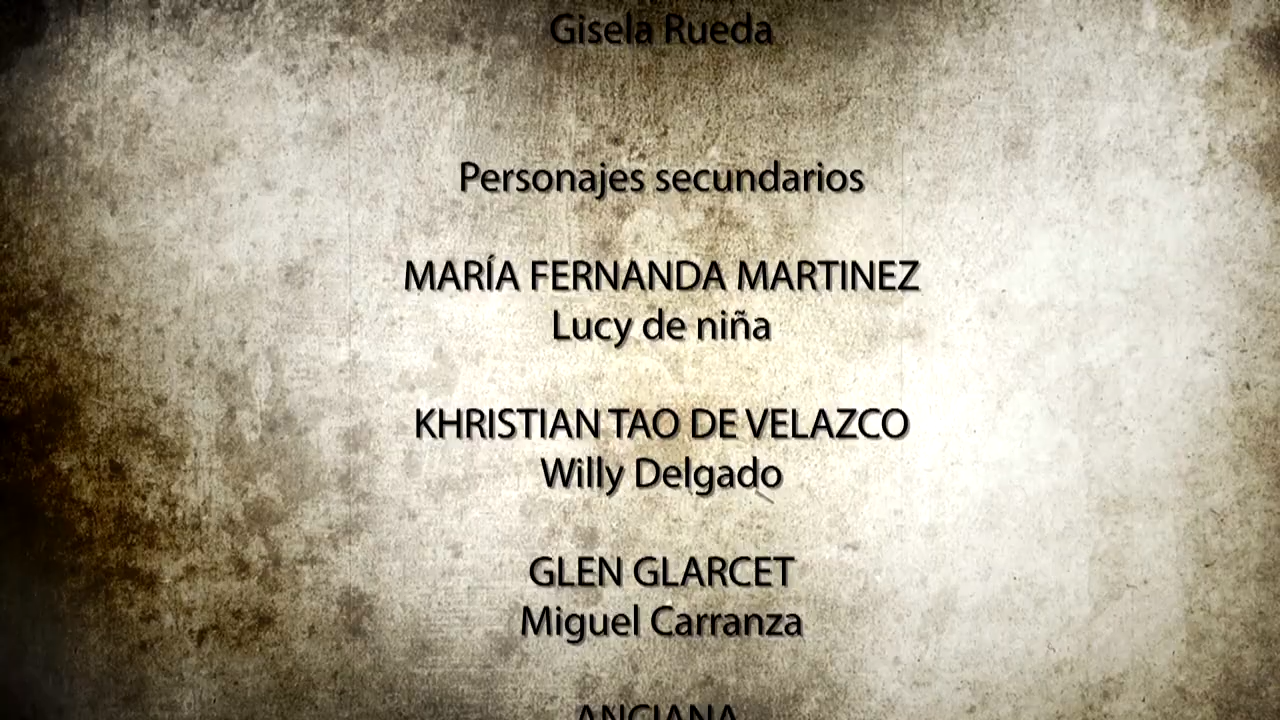 Gisela Rueda
Personajes secundarios
MARÍA FERNANDA MARTINEZ
Lucy de niña
KHRISTIAN TAO DE VELAZCO
Willy Delgado
GLEN GLARCET
Miguel Carranza
ANCIANA